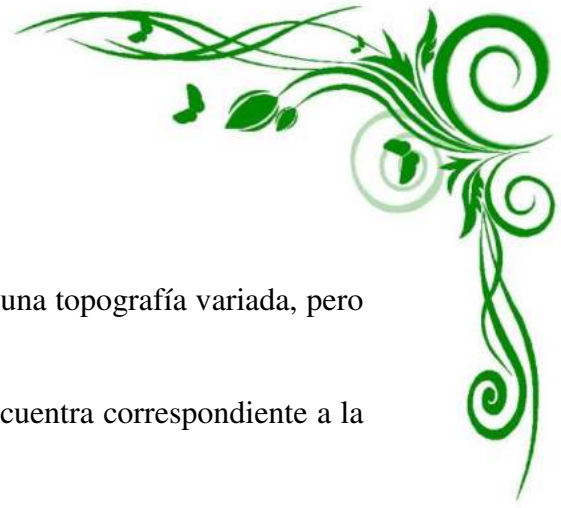 una topografía variada, pero
cuentra correspondiente a la